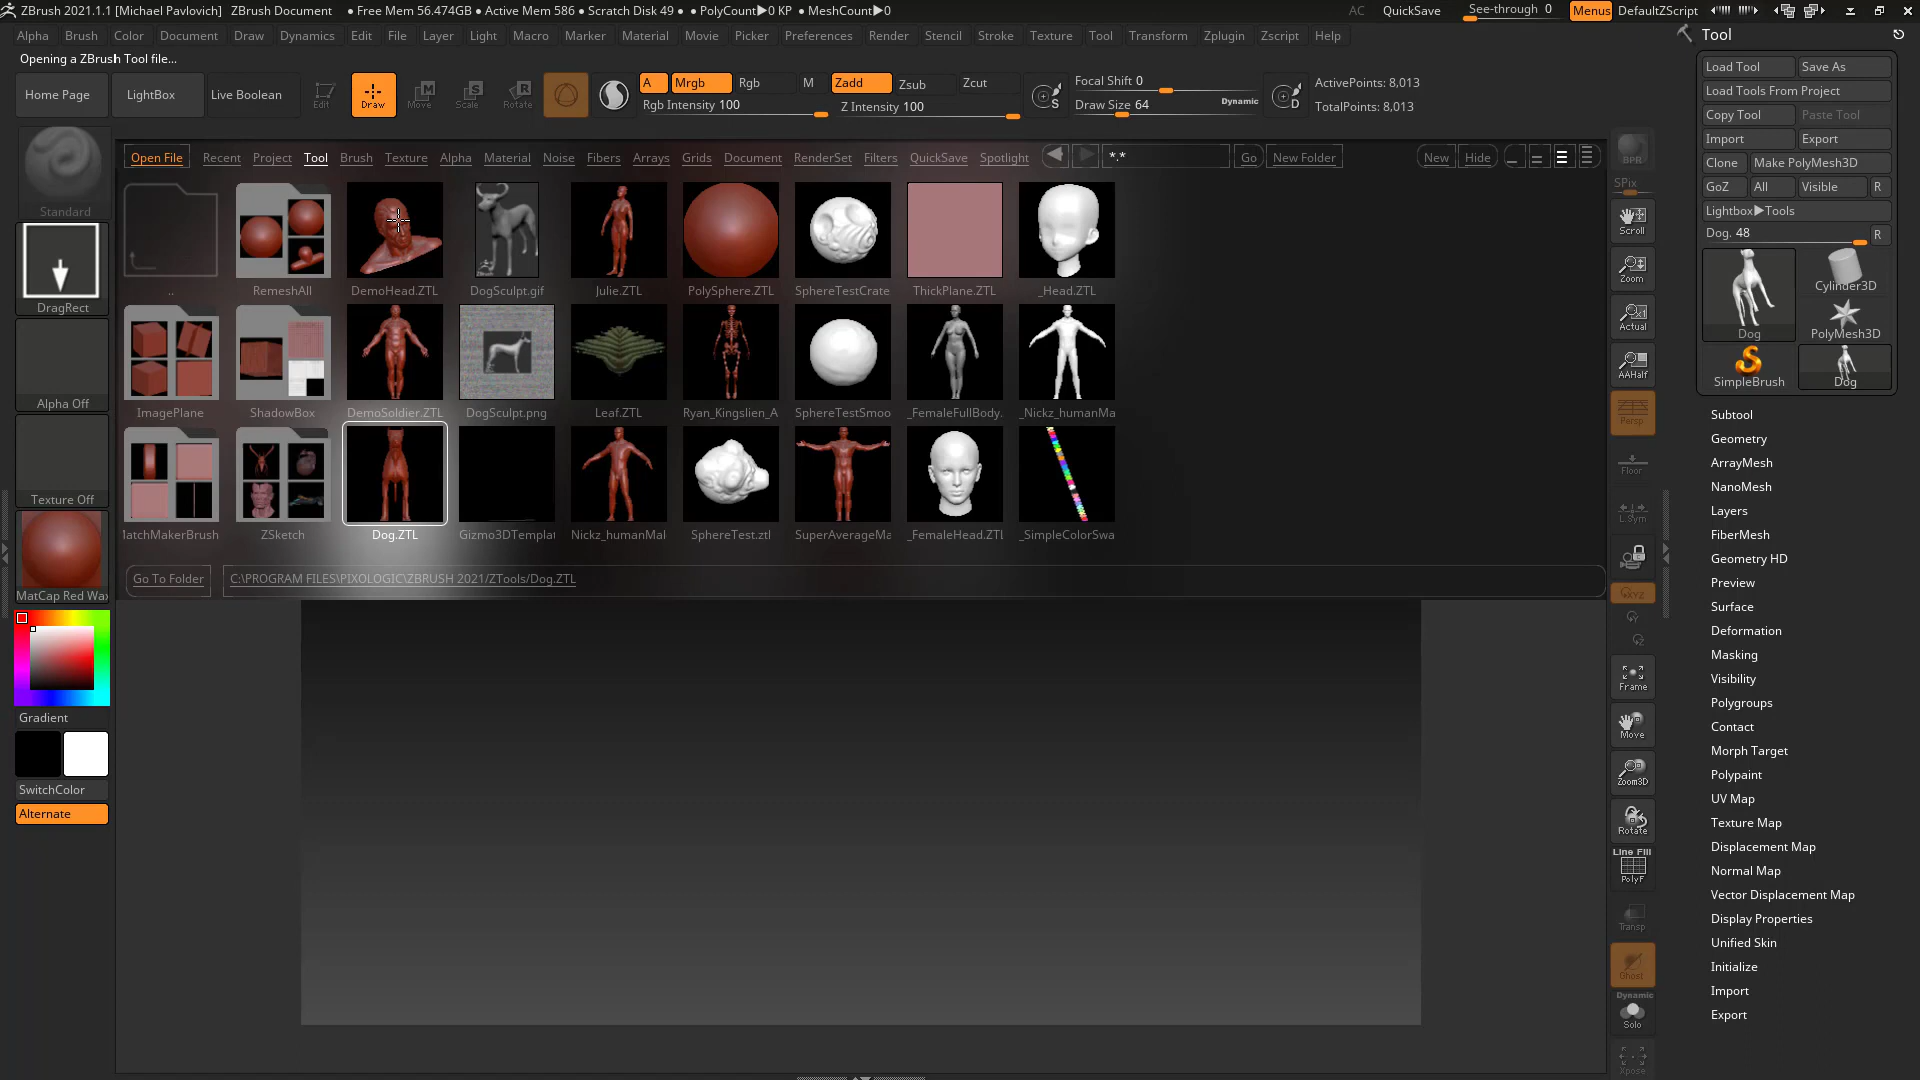 ZBrush 2021.1.1 [Michael Pavlovich] ZBrush Document • Free Mem 56.474GB • Active Mem 586 • Scratch Disk 49 • PolyCount▶0 KP • MeshCount▶0 AC QuickSave See-through 0 Menus DefaultZScript
Alpha Brush Color Document Draw Dynamics Edit File Layer Light Macro Marker Material Movie Picker Preferences Render Stencil Stroke Texture Tool Transform Zplugin Zscript Help
Opening a ZBrush Tool file...
Home Page LightBox Live Boolean Edit Draw Move Scale Rotate
A Mrgb Rgb M Zadd Zsub Zcut
Rgb Intensity 100 Z Intensity 100
S Focal Shift 0
Draw Size 64 Dynamic
D ActivePoints: 8,013
TotalPoints: 8,013
Open File Recent Project Tool Brush Texture Alpha Material Noise Fibers Arrays Grids Document RenderSet Filters QuickSave Spotlight *.* Go New Folder New Hide
.. RemeshAll DemoHead.ZTL DogSculpt.gif Julie.ZTL PolySphere.ZTL SphereTestCrate ThickPlane.ZTL _Head.ZTL
ImagePlane ShadowBox DemoSoldier.ZTL DogSculpt.png Leaf.ZTL Ryan_Kingslien_A SphereTestSmoo _FemaleFullBody. _Nickz_humanMa
latchMakerBrush ZSketch Dog.ZTL Gizmo3DTemplat Nickz_humanMal SphereTest.ztl SuperAverageMa _FemaleHead.ZTL _SimpleColorSwa
Go To Folder C:\PROGRAM FILES\PIXOLOGIC\ZBRUSH 2021/ZTools/Dog.ZTL
Standard
DragRect
Alpha Off
Texture Off
MatCap Red Wax
Gradient
SwitchColor
Alternate
BPR
SPix
Scroll
Zoom
Actual
AAHalf
Persp
Floor
L.Sym
Frame
Move
Zoom3D
Rotate
Line Fill
PolyF
Transp
Ghost
Dynamic
Solo
Xpose
Tool
Load Tool Save As
Load Tools From Project
Copy Tool Paste Tool
Import Export
Clone Make PolyMesh3D
GoZ All Visible R
Lightbox▶Tools
Dog. 48 R
Dog
Cylinder3D
PolyMesh3D
SimpleBrush
Dog
Subtool
Geometry
ArrayMesh
NanoMesh
Layers
FiberMesh
Geometry HD
Preview
Surface
Deformation
Masking
Visibility
Polygroups
Contact
Morph Target
Polypaint
UV Map
Texture Map
Displacement Map
Normal Map
Vector Displacement Map
Display Properties
Unified Skin
Initialize
Import
Export